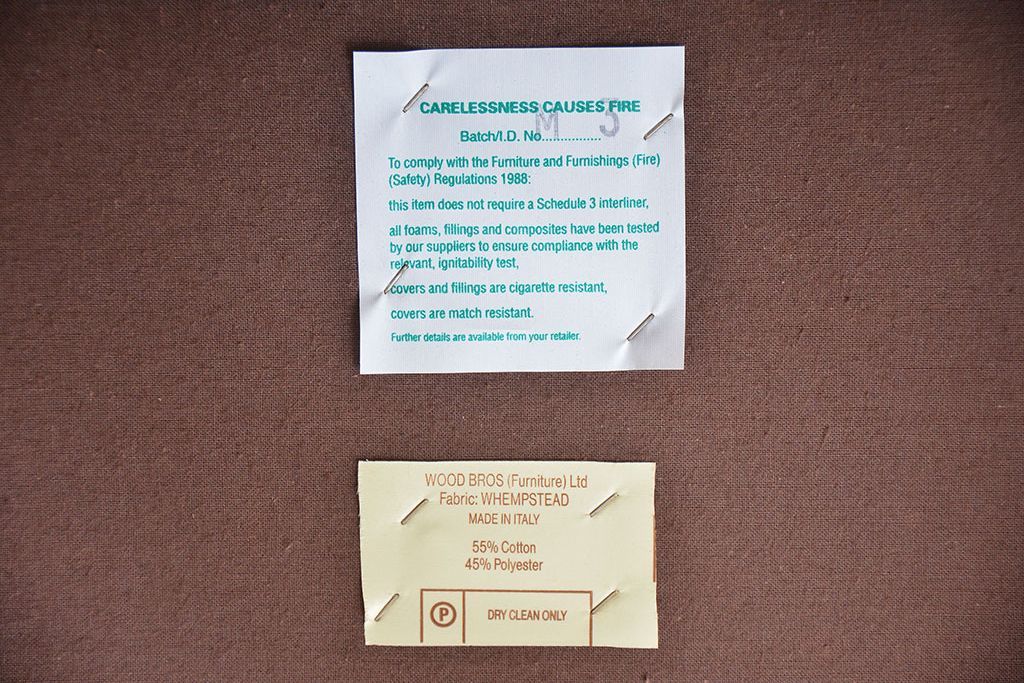 CARELESSNESS CAUSES FIRE
Batch/I.D. No............... M 3
To comply with the Furniture and Furnishings (Fire)
(Safety) Regulations 1988:
this item does not require a Schedule 3 interliner,
all foams, fillings and composites have been tested
by our suppliers to ensure compliance with the
relevant, ignitability test,
covers and fillings are cigarette resistant,
covers are match resistant.
Further details are available from your retailer.
WOOD BROS (Furniture) Ltd
Fabric: WHEMPSTEAD
MADE IN ITALY
55% Cotton
45% Polyester
P DRY CLEAN ONLY